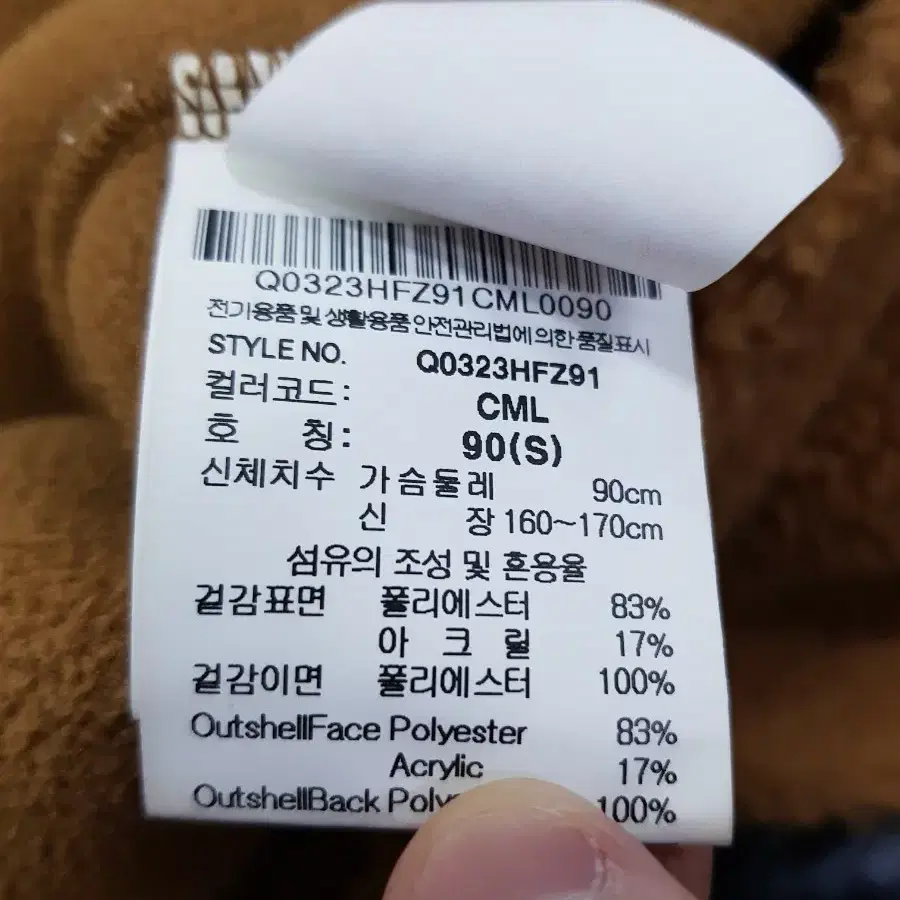 Q0323HFZ91CML0090
전기용품 및 생활용품 안전관리법에 의한 품질표시
STYLE NO. Q0323HFZ91
컬러코드: CML
호 칭: 90(S)
신체치수 가슴둘레 90cm
신 장 160~170cm
섬유의 조성 및 혼용율
겉감표면 폴리에스터 83%
아 크 릴 17%
겉감이면 폴리에스터 100%
OutshellFace Polyester 83%
Acrylic 17%
OutshellBack 100%